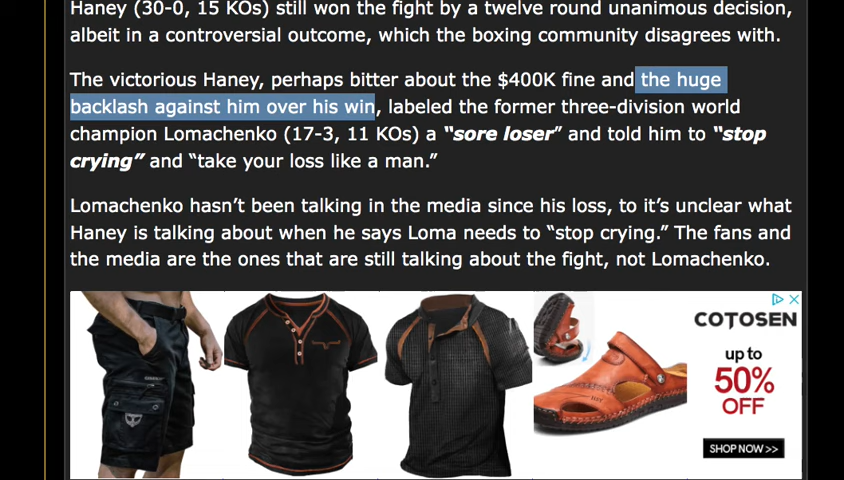 Haney (30-0, 15 KOs) still won the fight by a twelve round unanimous decision,
albeit in a controversial outcome, which the boxing community disagrees with.
The victorious Haney, perhaps bitter about the $400K fine and the huge
backlash against him over his win, labeled the former three-division world
champion Lomachenko (17-3, 11 KOs) a “sore loser” and told him to “stop
crying” and “take your loss like a man.”
Lomachenko hasn’t been talking in the media since his loss, to it’s unclear what
Haney is talking about when he says Loma needs to “stop crying.” The fans and
the media are the ones that are still talking about the fight, not Lomachenko.
COTOSEN
up to
50%
OFF
SHOP NOW >>